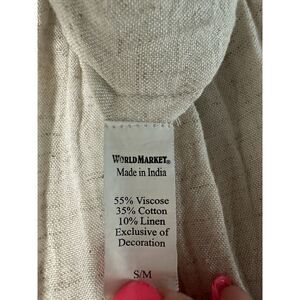 WORLD MARKET®
Made in India
55% Viscose
35% Cotton
10% Linen
Exclusive of
Decoration
S/M